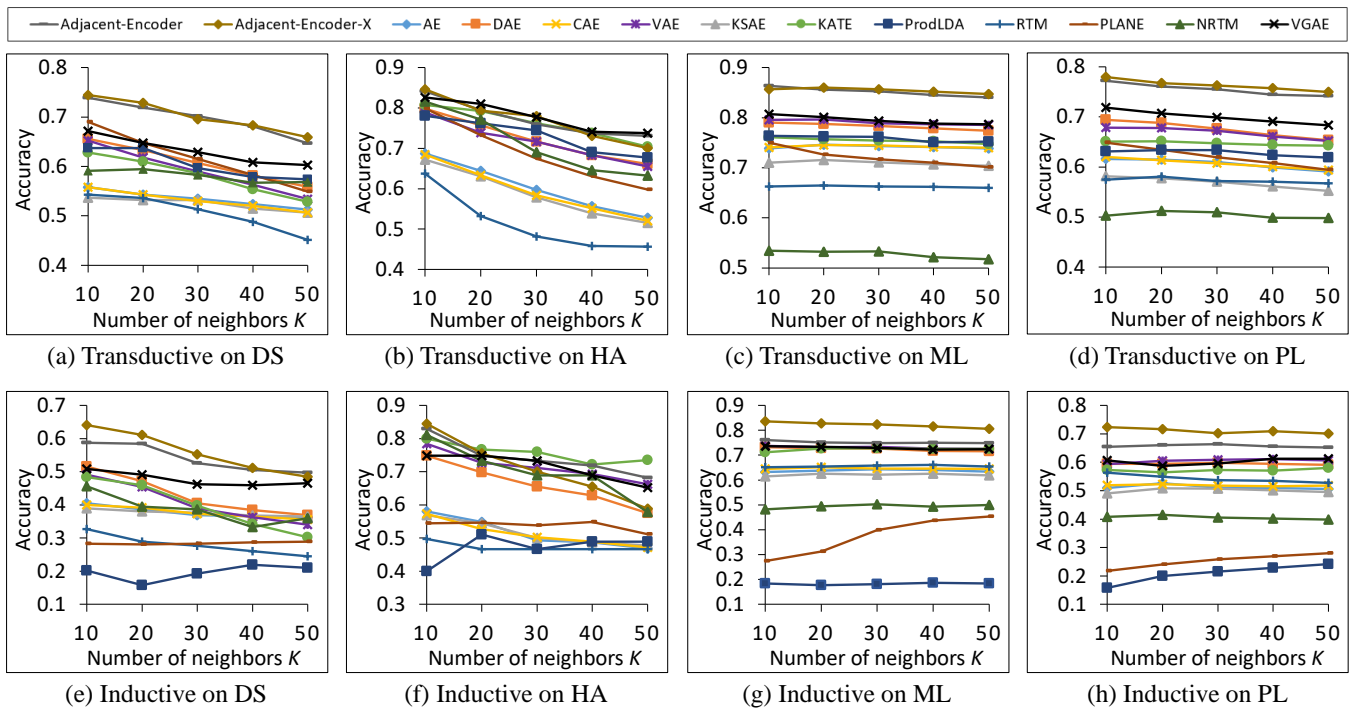 Adjacent-Encoder Adjacent-Encoder-X AE DAE CAE VAE KSAE KATE ProdLDA RTM PLANE NRTM VGAE
0.8
0.7
0.6
0.5
0.4
Accuracy
10 20 30 40 50
Number of neighbors K
(a) Transductive on DS
0.9
0.8
0.7
0.6
0.5
0.4
Accuracy
10 20 30 40 50
Number of neighbors K
(b) Transductive on HA
0.9
0.8
0.7
0.6
0.5
Accuracy
10 20 30 40 50
Number of neighbors K
(c) Transductive on ML
0.8
0.7
0.6
0.5
0.4
Accuracy
10 20 30 40 50
Number of neighbors K
(d) Transductive on PL
0.7
0.6
0.5
0.4
0.3
0.2
0.1
Accuracy
10 20 30 40 50
Number of neighbors K
(e) Inductive on DS
0.9
0.8
0.7
0.6
0.5
0.4
0.3
Accuracy
10 20 30 40 50
Number of neighbors K
(f) Inductive on HA
0.9
0.8
0.7
0.6
0.5
0.4
0.3
0.2
0.1
Accuracy
10 20 30 40 50
Number of neighbors K
(g) Inductive on ML
0.8
0.7
0.6
0.5
0.4
0.3
0.2
0.1
Accuracy
10 20 30 40 50
Number of neighbors K
(h) Inductive on PL